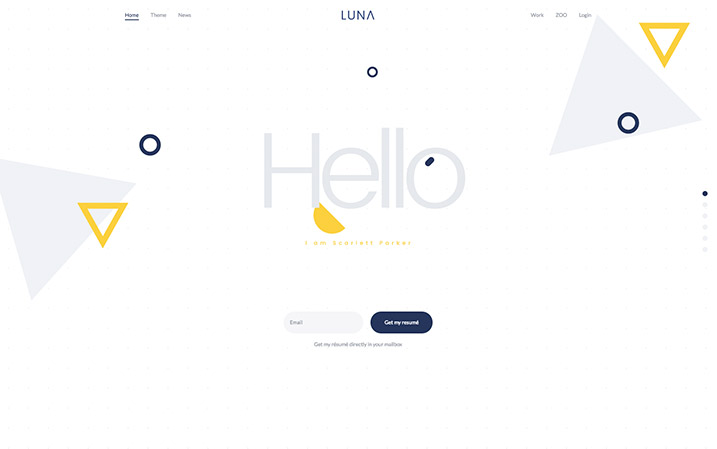 Home Theme News LUNA Work ZOO Login
Hello
I am Scarlett Parker
Email Get my resumé
Get my résumé directly in your mailbox